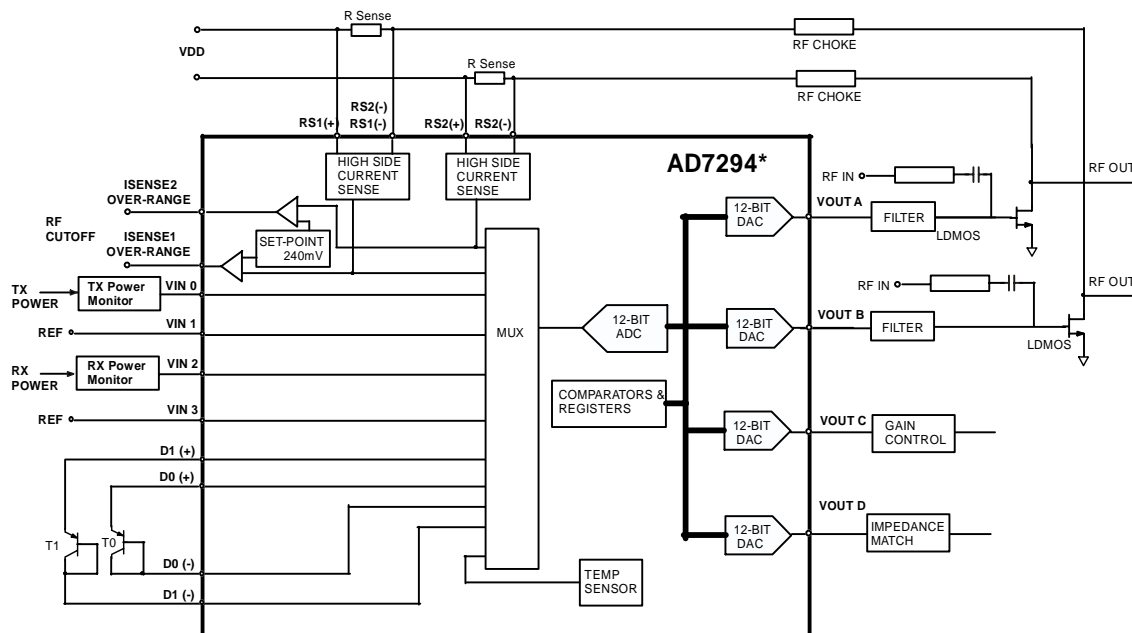 R Sense
VDD
RF CHOKE
R Sense
RF CHOKE
RS2(-)
RS1(+) RS1(-) RS2(+) RS2(-)
AD7294*
HIGH SIDE
CURRENT
SENSE
HIGH SIDE
CURRENT
SENSE
ISENSE2
OVER-RANGE
RF
CUTOFF
ISENSE1
OVER-RANGE
SET-POINT
240mV
TX
POWER
TX Power
Monitor
VIN 0
REF
VIN 1
RX
POWER
RX Power
Monitor
VIN 2
REF
VIN 3
D1 (+)
D0 (+)
T1
T0
D0 (-)
D1 (-)
MUX
12-BIT
ADC
COMPARATORS &
REGISTERS
TEMP
SENSOR
12-BIT
DAC
VOUT A
FILTER
RF IN
LDMOS
RF OUT
12-BIT
DAC
VOUT B
FILTER
RF IN
LDMOS
RF OUT
12-BIT
DAC
VOUT C
GAIN
CONTROL
12-BIT
DAC
VOUT D
IMPEDANCE
MATCH